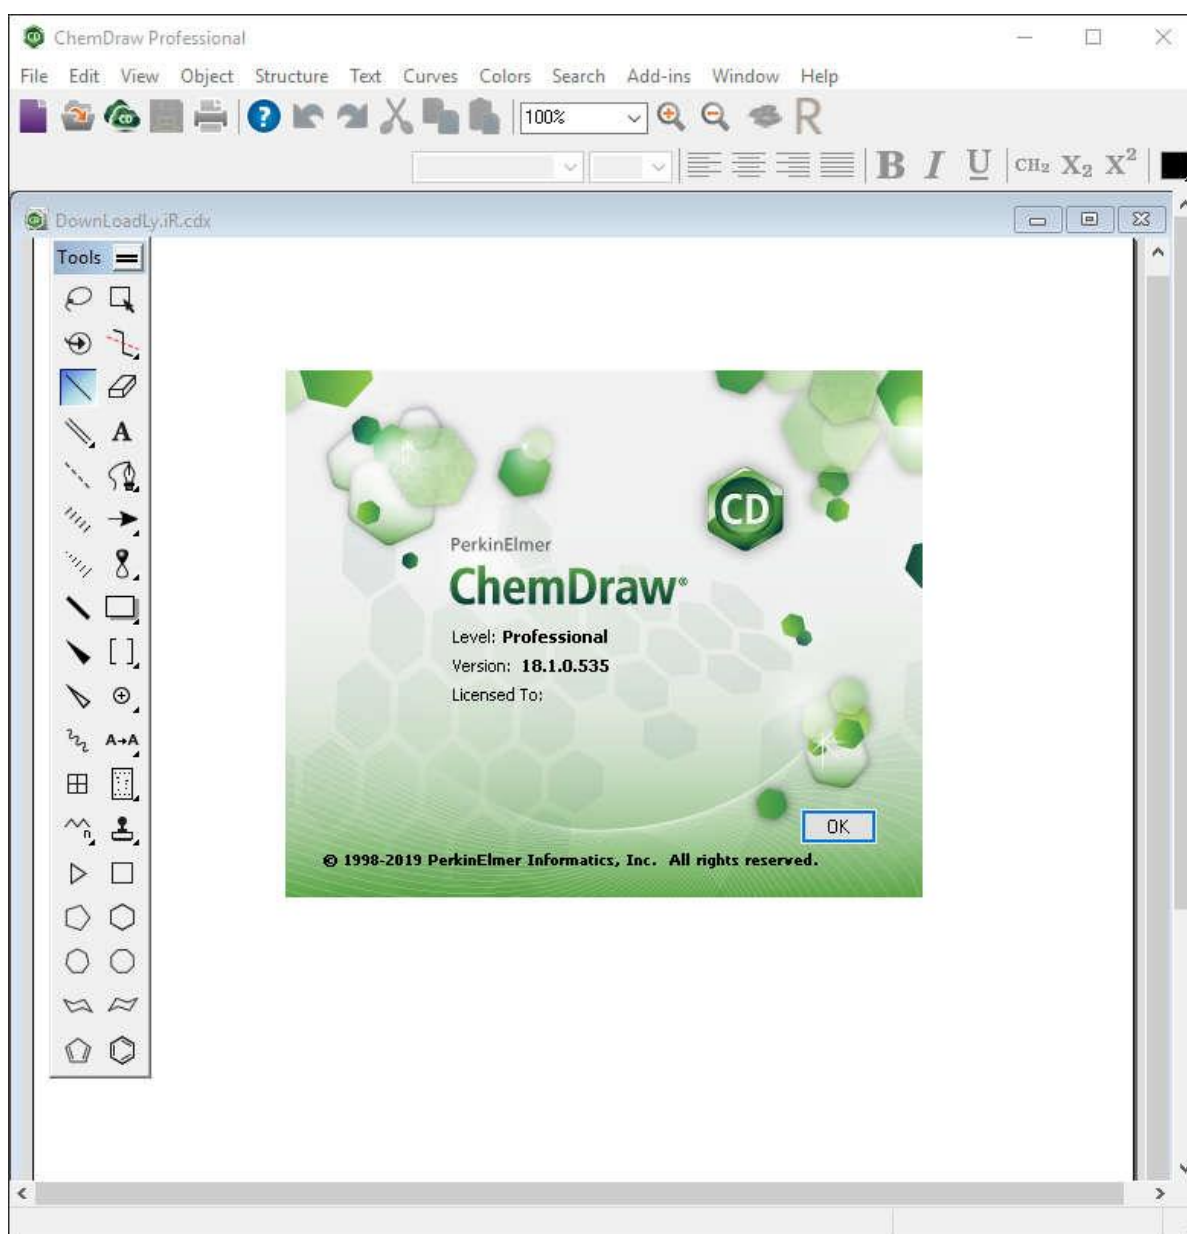 ChemDraw Professional
File Edit View Object Structure Text Curves Colors Search Add-ins Window Help
CD ? 100% R
B I U CH₂ X₂ X²
DownLoadLy.iR.cdx
Tools
A
A→A
n
CD
PerkinElmer
ChemDraw®
Level: Professional
Version: 18.1.0.535
Licensed To:
OK
© 1998-2019 PerkinElmer Informatics, Inc. All rights reserved.